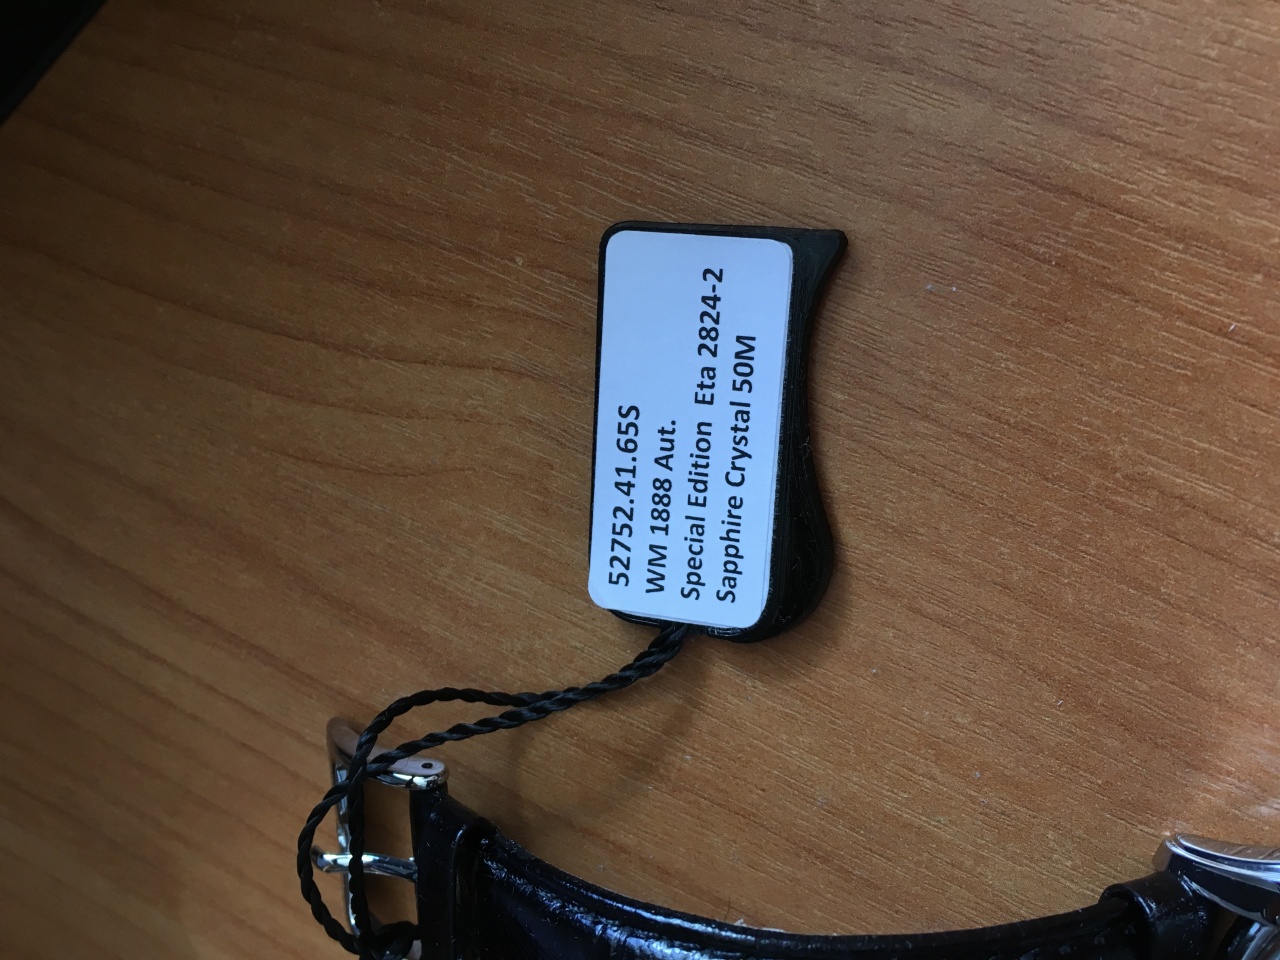 52752.41.65S
WM 1888 Aut.
Special Edition Eta 2824-2
Sapphire Crystal 50M